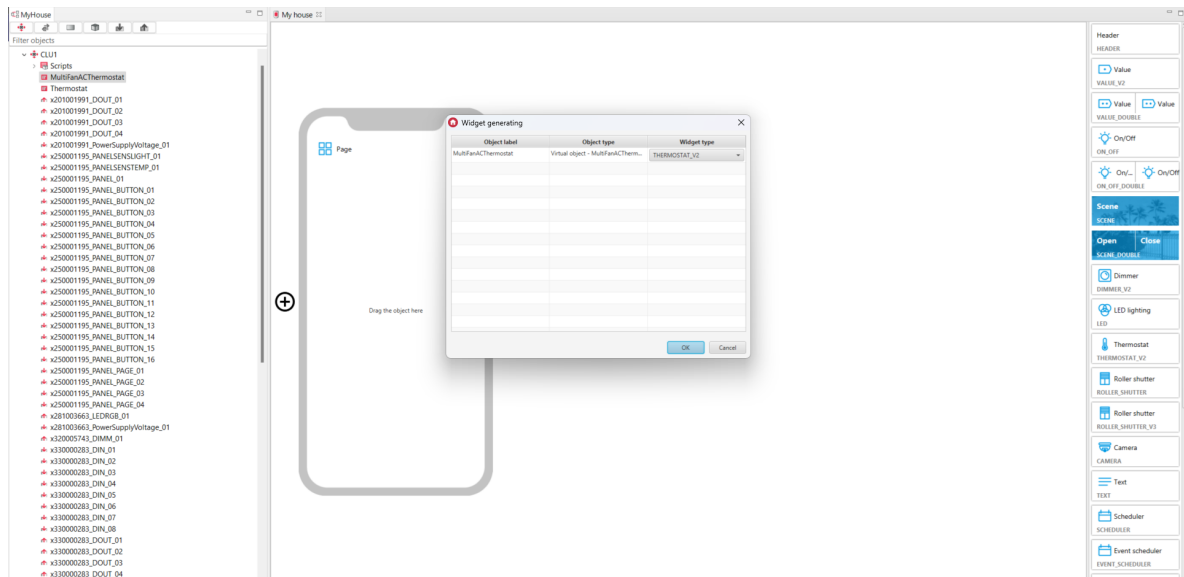 MyHouse
Filter objects
CLU1
Scripts
MultiFanACThermostat
Thermostat
x201001991_DOUT_01
x201001991_DOUT_02
x201001991_DOUT_03
x201001991_DOUT_04
x201001991_PowerSupplyVoltage_01
x250001195_PANELSENSLIGHT_01
x250001195_PANELSENSTEMP_01
x250001195_PANEL_01
x250001195_PANEL_BUTTON_01
x250001195_PANEL_BUTTON_02
x250001195_PANEL_BUTTON_03
x250001195_PANEL_BUTTON_04
x250001195_PANEL_BUTTON_05
x250001195_PANEL_BUTTON_06
x250001195_PANEL_BUTTON_07
x250001195_PANEL_BUTTON_08
x250001195_PANEL_BUTTON_09
x250001195_PANEL_BUTTON_10
x250001195_PANEL_BUTTON_11
x250001195_PANEL_BUTTON_12
x250001195_PANEL_BUTTON_13
x250001195_PANEL_BUTTON_14
x250001195_PANEL_BUTTON_15
x250001195_PANEL_BUTTON_16
x250001195_PANEL_PAGE_01
x250001195_PANEL_PAGE_02
x250001195_PANEL_PAGE_03
x250001195_PANEL_PAGE_04
x281003663_LEDRGB_01
x281003663_PowerSupplyVoltage_01
x320005743_DIMM_01
x330000283_DIN_01
x330000283_DIN_02
x330000283_DIN_03
x330000283_DIN_04
x330000283_DIN_05
x330000283_DIN_06
x330000283_DIN_07
x330000283_DIN_08
x330000283_DOUT_01
x330000283_DOUT_02
x330000283_DOUT_03
x330000283_DOUT_04
My house
Page
Drag the object here
Widget generating
Object label Object type Widget type
MultiFanACThermostat Virtual object - MultiFanACTherm... THERMOSTAT_V2
OK Cancel
Header
HEADER
Value
VALUE_V2
Value Value
VALUE_DOUBLE
On/Off
ON_OFF
On/... On/Off
ON_OFF_DOUBLE
Scene
SCENE
Open Close
SCENE_DOUBLE
Dimmer
DIMMER_V2
LED lighting
LED
Thermostat
THERMOSTAT_V2
Roller shutter
ROLLER_SHUTTER
Roller shutter
ROLLER_SHUTTER_V3
Camera
CAMERA
Text
TEXT
Scheduler
SCHEDULER
Event scheduler
EVENT_SCHEDULER